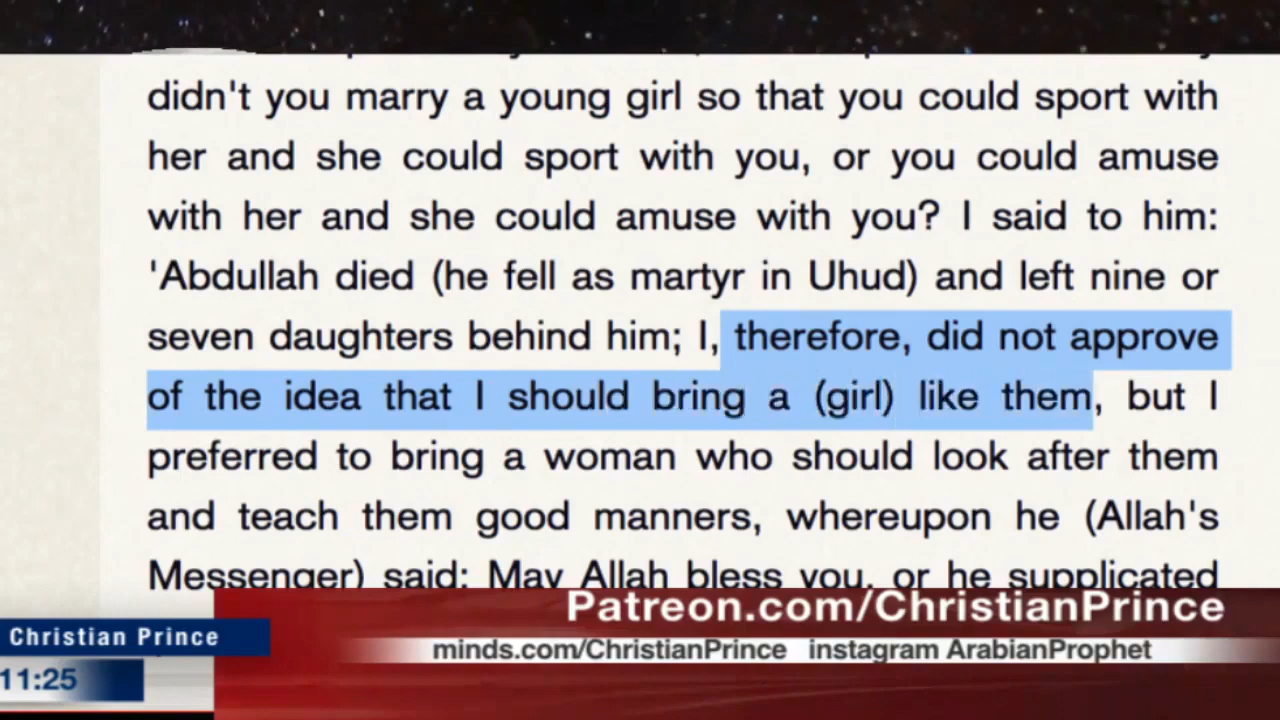 didn't you marry a young girl so that you could sport with
her and she could sport with you, or you could amuse
with her and she could amuse with you? I said to him:
'Abdullah died (he fell as martyr in Uhud) and left nine or
seven daughters behind him; I, therefore, did not approve
of the idea that I should bring a (girl) like them, but I
preferred to bring a woman who should look after them
and teach them good manners, whereupon he (Allah's
Messenger) said: May Allah bless you, or he supplicated
Patreon.com/ChristianPrince
Christian Prince
minds.com/ChristianPrince instagram ArabianProphet
11:25